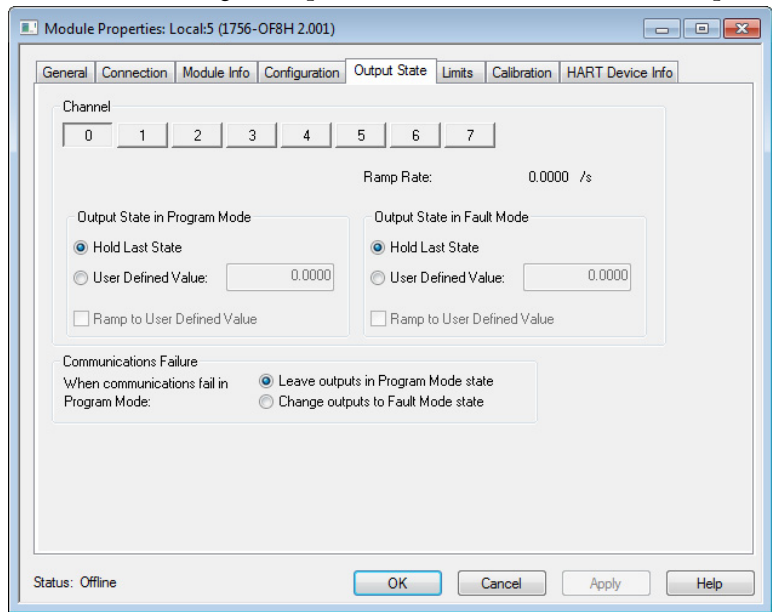 Module Properties: Local:5 (1756-OF8H 2.001)
General Connection Module Info Configuration Output State Limits Calibration HART Device Info
Channel
0 1 2 3 4 5 6 7
Ramp Rate: 0.0000 /s
Output State in Program Mode Output State in Fault Mode
Hold Last State Hold Last State
User Defined Value: 0.0000 User Defined Value: 0.0000
Ramp to User Defined Value Ramp to User Defined Value
Communications Failure
When communications fail in Leave outputs in Program Mode state
Program Mode: Change outputs to Fault Mode state
Status: Offline OK Cancel Apply Help